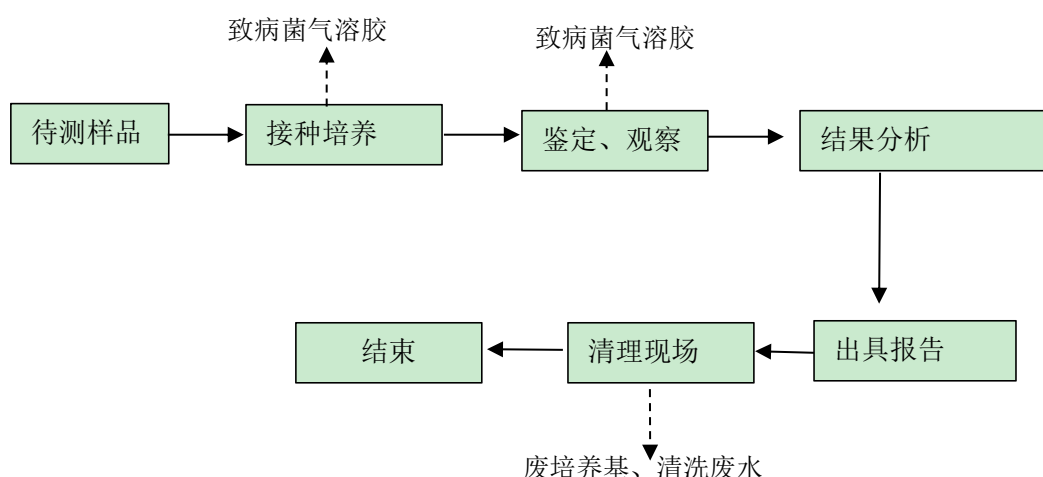 致病菌气溶胶
致病菌气溶胶
待测样品
接种培养
鉴定、观察
结果分析
结束
清理现场
出具报告
废培养基、清洗废水